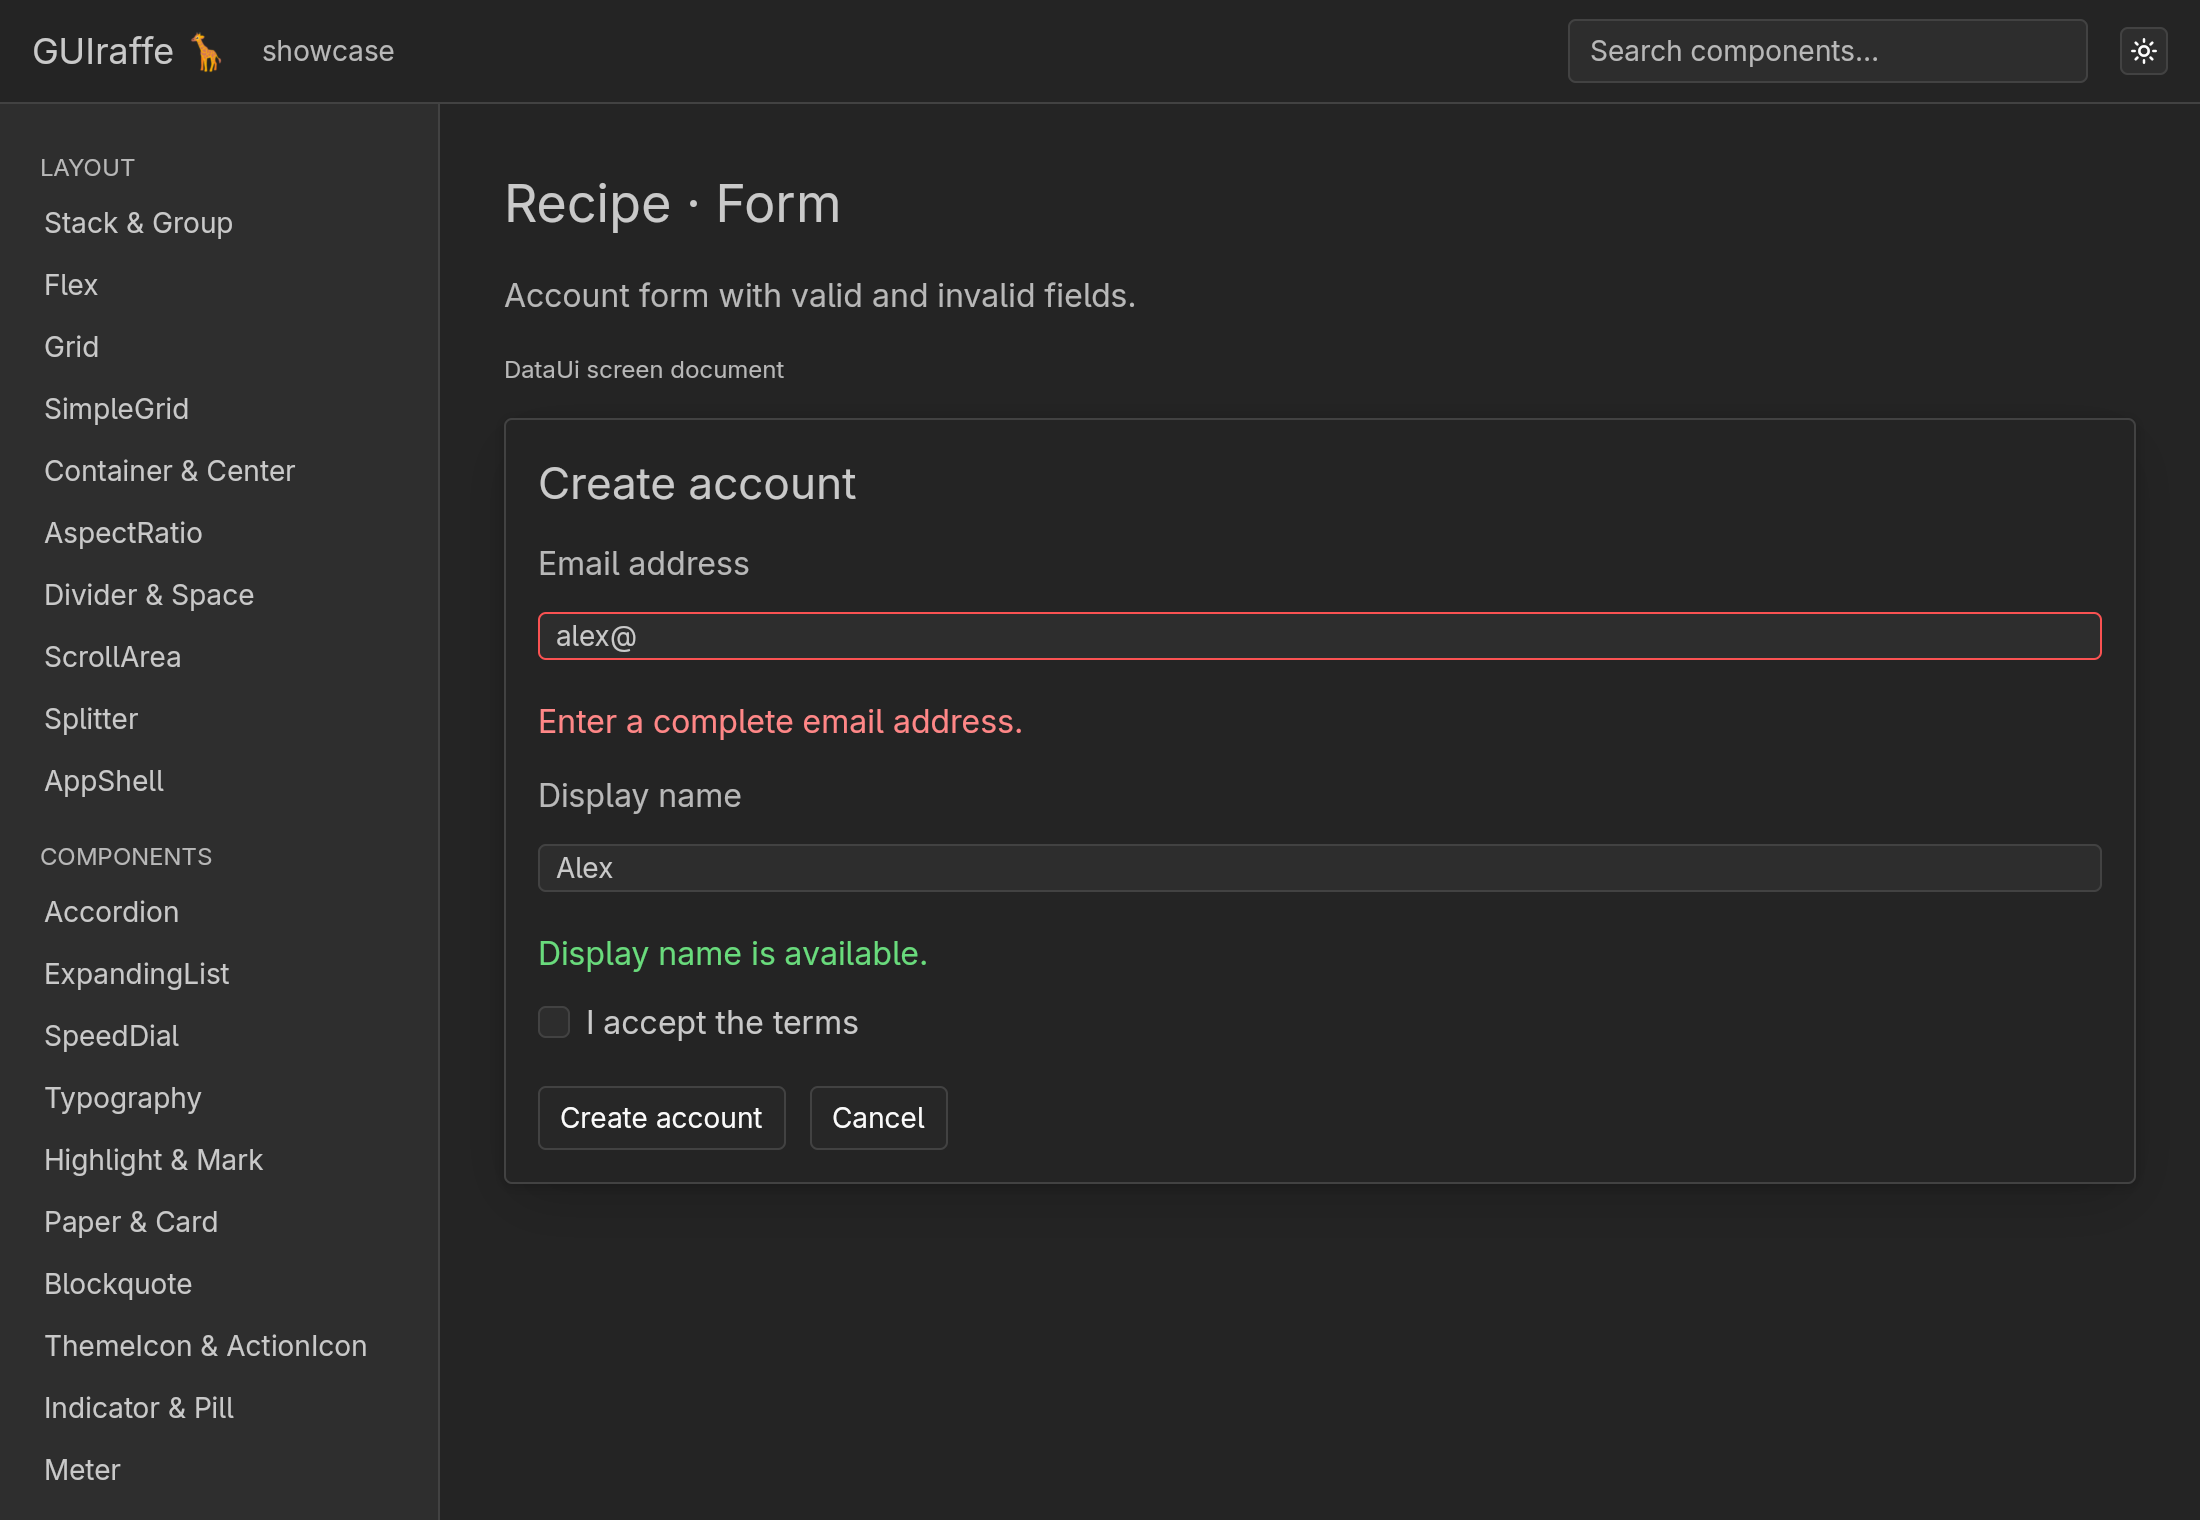 GUIraffe 🦒 showcase
Search components...
LAYOUT
Stack & Group
Flex
Grid
SimpleGrid
Container & Center
AspectRatio
Divider & Space
ScrollArea
Splitter
AppShell
COMPONENTS
Accordion
ExpandingList
SpeedDial
Typography
Highlight & Mark
Paper & Card
Blockquote
ThemeIcon & ActionIcon
Indicator & Pill
Meter
Recipe · Form
Account form with valid and invalid fields.
DataUi screen document
Create account
Email address
alex@
Enter a complete email address.
Display name
Alex
Display name is available.
I accept the terms
Create account
Cancel